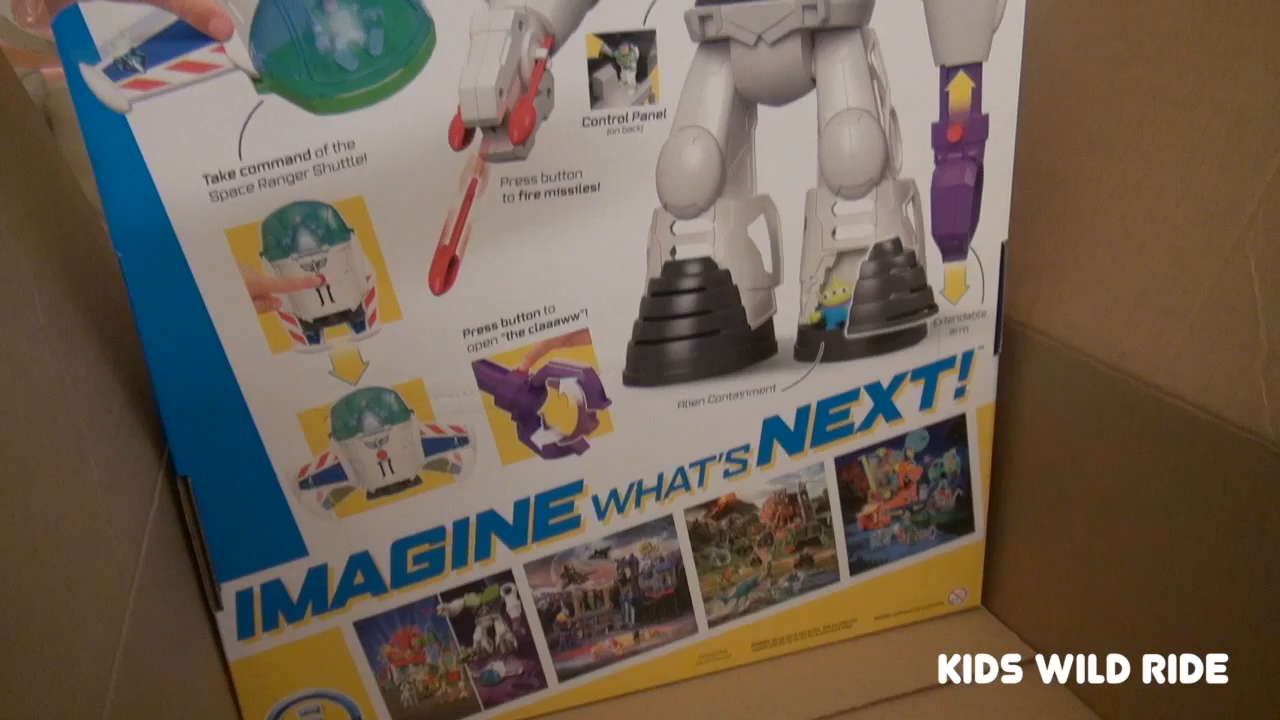 Take command of the
Space Ranger Shuttle!
Control Panel
(on back)
Press button
to fire missiles!
Press button to
open "the claaaww"!
Extendable
arm
Alien Containment
IMAGINE WHAT'S NEXT!
KIDS WILD RIDE